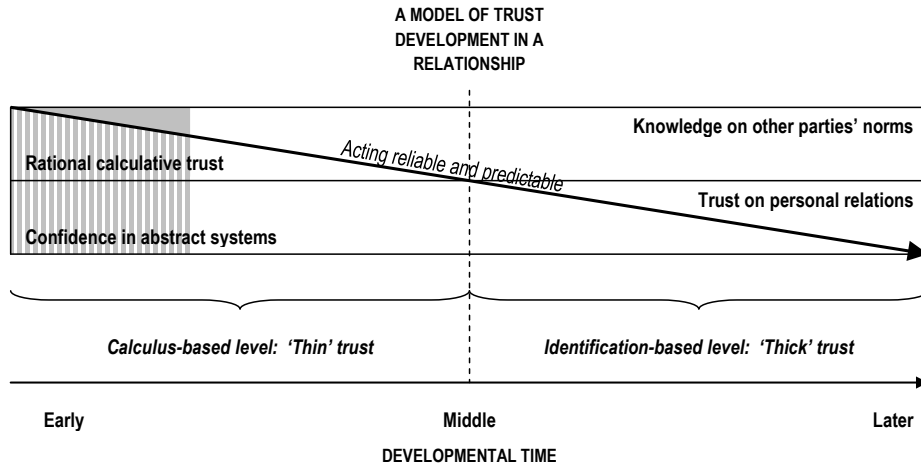 A MODEL OF TRUST
DEVELOPMENT IN A
RELATIONSHIP
Knowledge on other parties’ norms
Acting reliable and predictable
Rational calculative trust
Trust on personal relations
Confidence in abstract systems
Calculus-based level: ‘Thin’ trust
Identification-based level: ‘Thick’ trust
Early
Middle
Later
DEVELOPMENTAL TIME